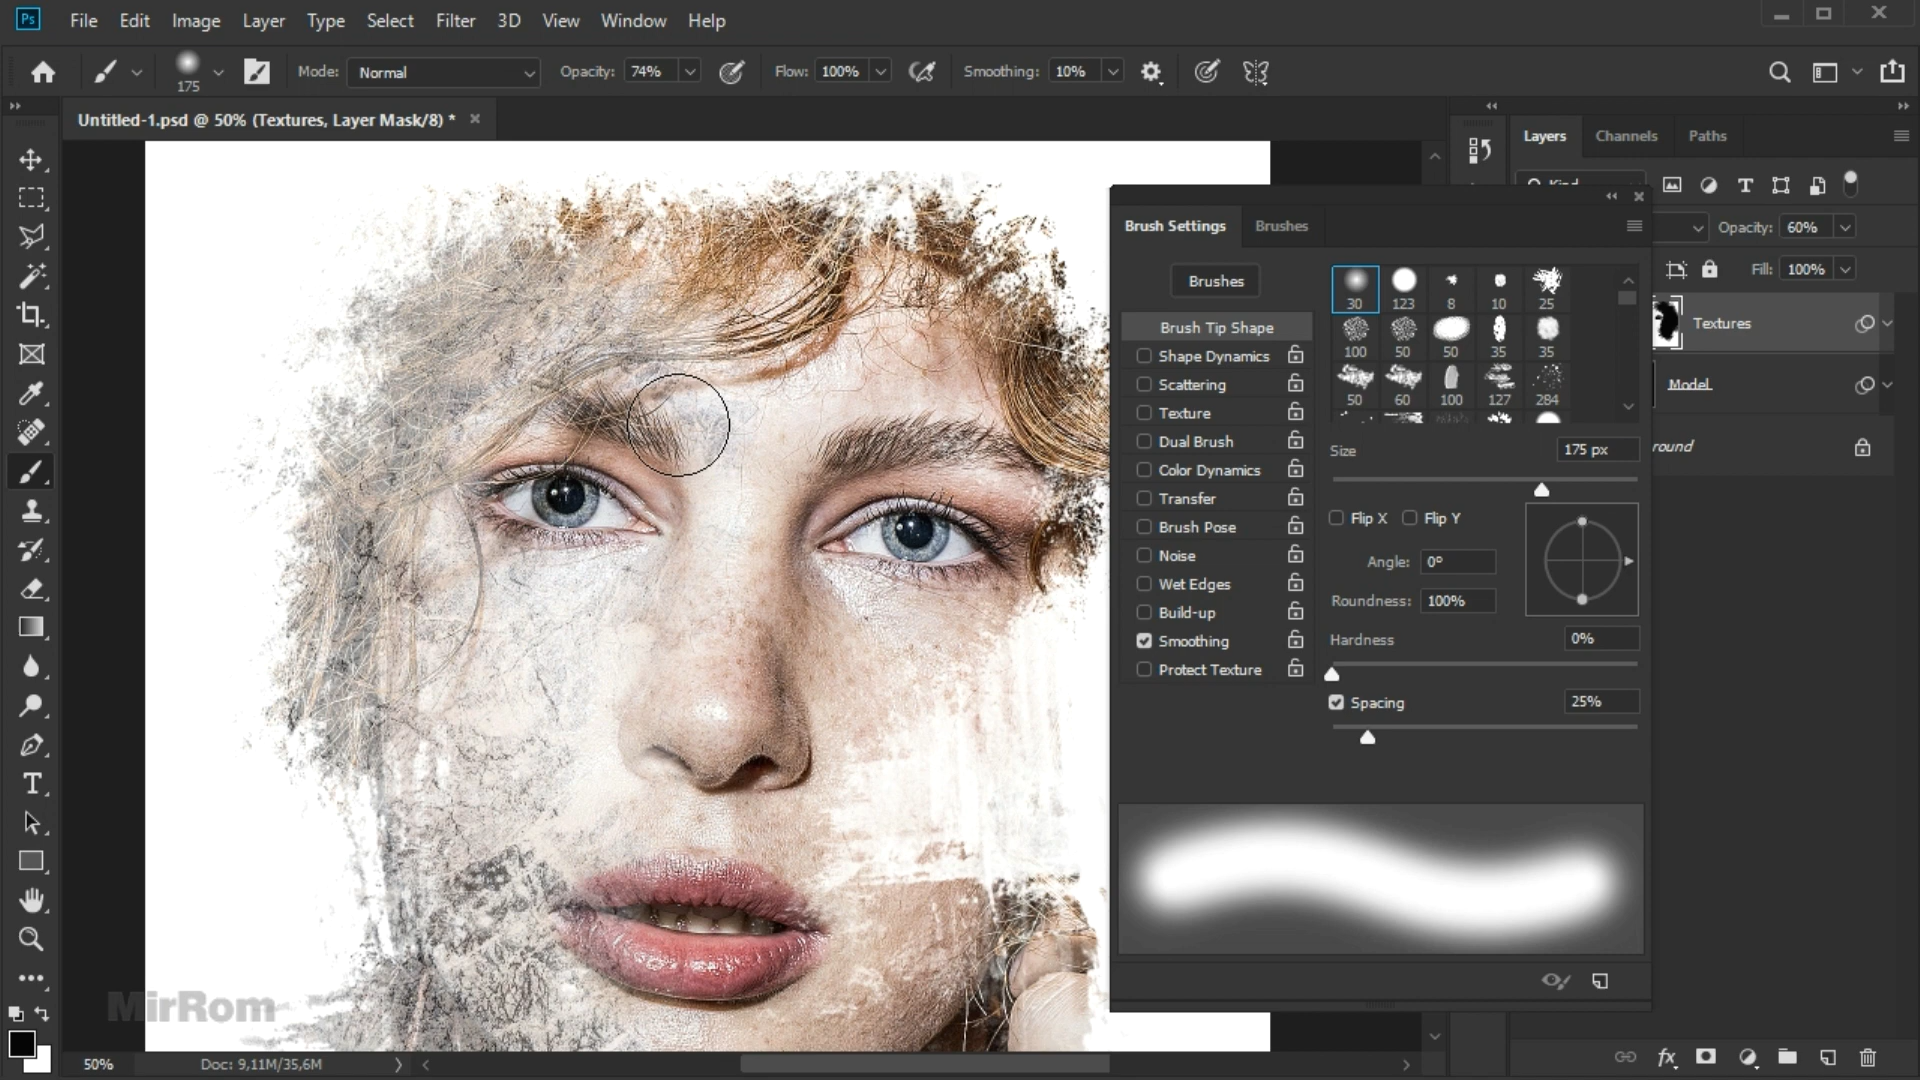 Ps File Edit Image Layer Type Select Filter 3D View Window Help
175 Mode: Normal Opacity: 74% Flow: 100% Smoothing: 10%
Untitled-1.psd @ 50% (Textures, Layer Mask/8) *
Layers Channels Paths
Kind
Opacity: 60%
Fill: 100%
Textures
Model
round
Brush Settings Brushes
Brushes
Brush Tip Shape
Shape Dynamics
Scattering
Texture
Dual Brush
Color Dynamics
Transfer
Brush Pose
Noise
Wet Edges
Build-up
Smoothing
Protect Texture
30 123 8 10 25
100 50 50 35 35
50 60 100 127 284
Size 175 px
Flip X Flip Y
Angle: 0º
Roundness: 100%
Hardness 0%
Spacing 25%
MirRom
50% Doc: 9,11M/35,6M
fx